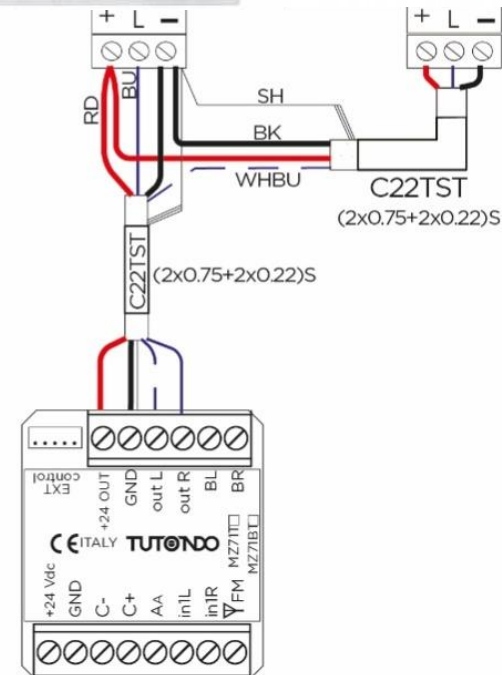 + L −
+ L −
RD
BU
SH
BK
WHBU
C22TST
(2x0.75+2x0.22)S
C22TST
(2x0.75+2x0.22)S
EXT
control
+24 OUT
GND
out L
out R
BL
BR
CE ITALY TUTONDO
MZ71T□
MZ71BT□
+24 Vdc
GND
C-
C+
AA
in1L
in1R
FM